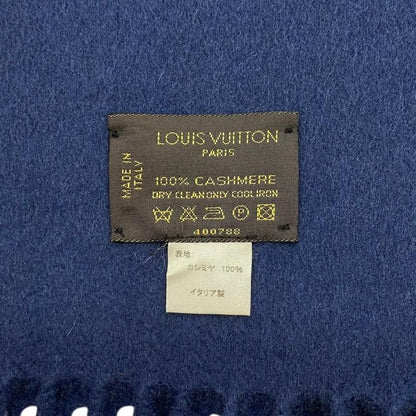 LOUIS VUITTON
PARIS
MADE IN
ITALY
100% CASHMERE
DRY CLEAN ONLY COOL IRON
400788
表地
カシミヤ 100%
イタリア製